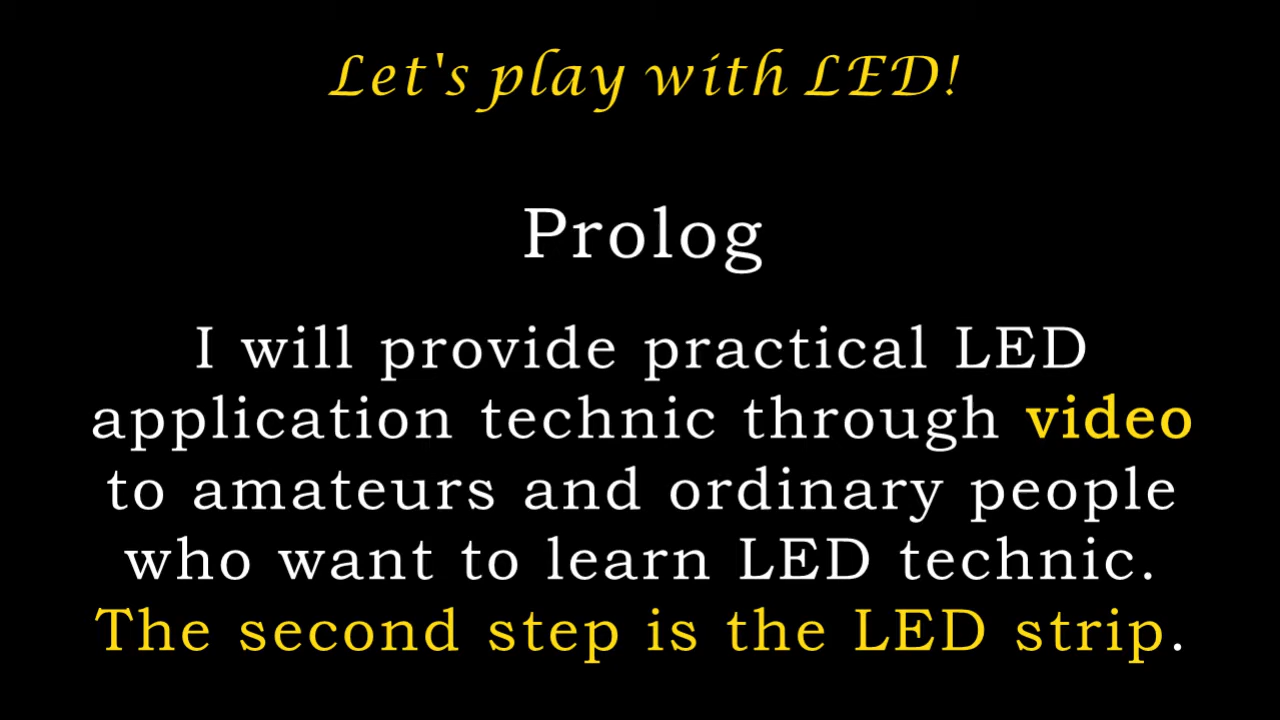 Let's play with LED!
Prolog
I will provide practical LED
application technic through video
to amateurs and ordinary people
who want to learn LED technic.
The second step is the LED strip.